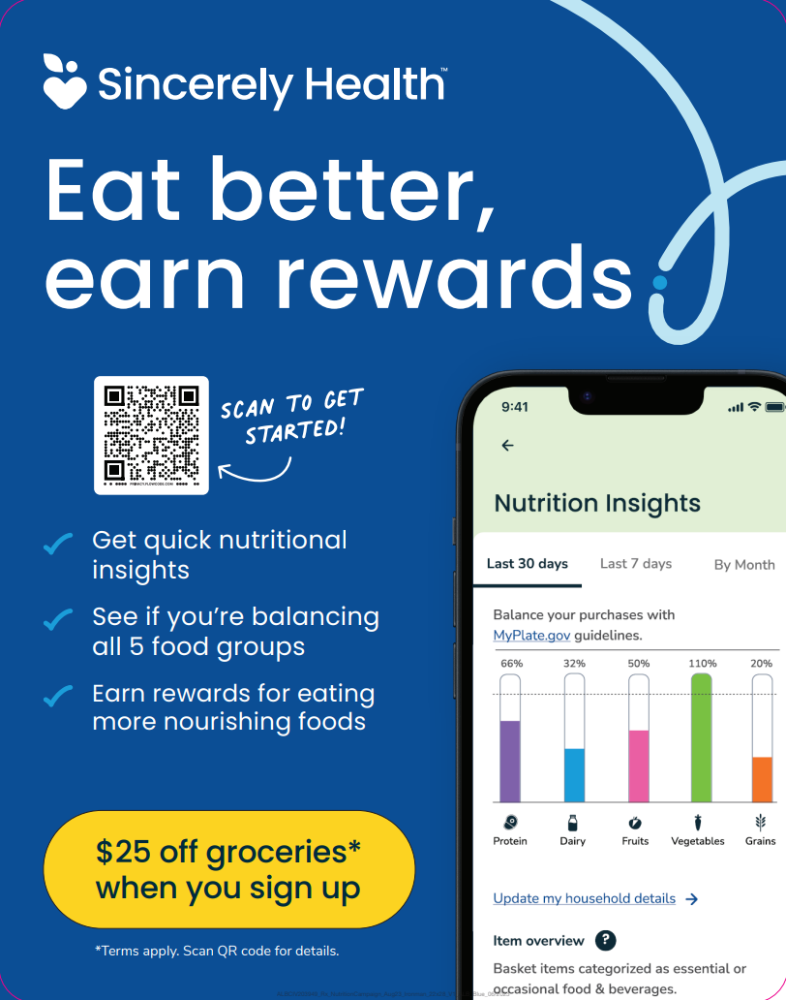 Sincerely Health™
Eat better,
earn rewards
SCAN TO GET
STARTED!
PRIVACY.FLOWCODE.COM
Get quick nutritional
insights
See if you're balancing
all 5 food groups
Earn rewards for eating
more nourishing foods
$25 off groceries*
when you sign up
*Terms apply. Scan QR code for details.
9:41
Nutrition Insights
Last 30 days Last 7 days By Month
Balance your purchases with
MyPlate.gov guidelines.
66% 32% 50% 110% 20%
Protein Dairy Fruits Vegetables Grains
Update my household details
Item overview ?
Basket items categorized as essential or
occasional food & beverages.